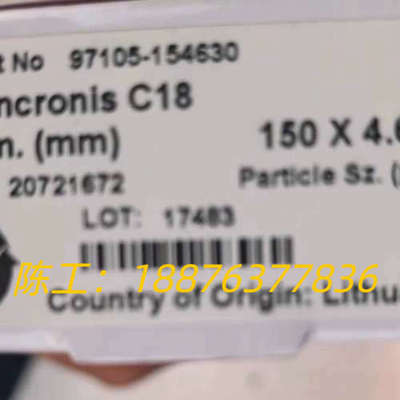 t No 97105-154630
ncronis C18
n. (mm) 150 X 4.6
20721672 Particle Sz. (
LOT: 17483
陈工：18876377836
Country of Origin: Lithu